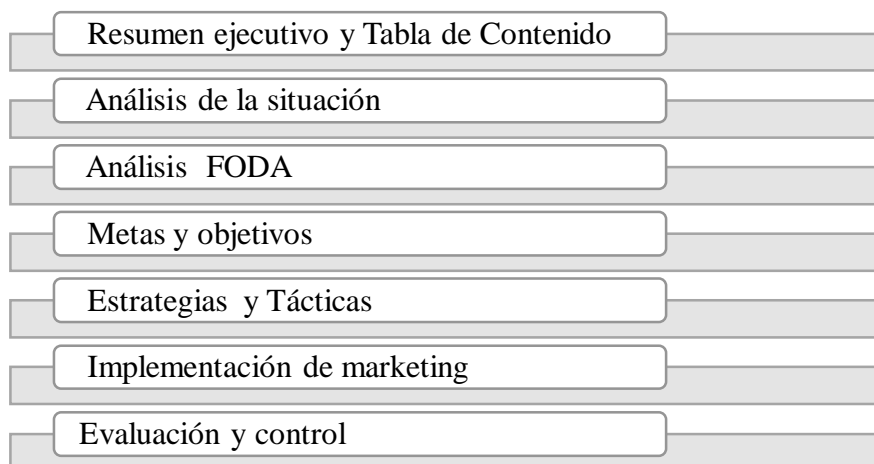 Resumen ejecutivo y Tabla de Contenido
Análisis de la situación
Análisis FODA
Metas y objetivos
Estrategias y Tácticas
Implementación de marketing
Evaluación y control